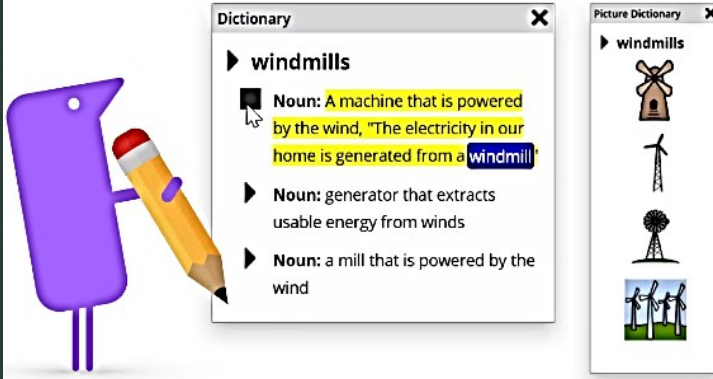 Dictionary
windmills
Noun: A machine that is powered
by the wind, "The electricity in our
home is generated from a windmill"
Noun: generator that extracts
usable energy from winds
Noun: a mill that is powered by the
wind
Picture Dictionary
windmills